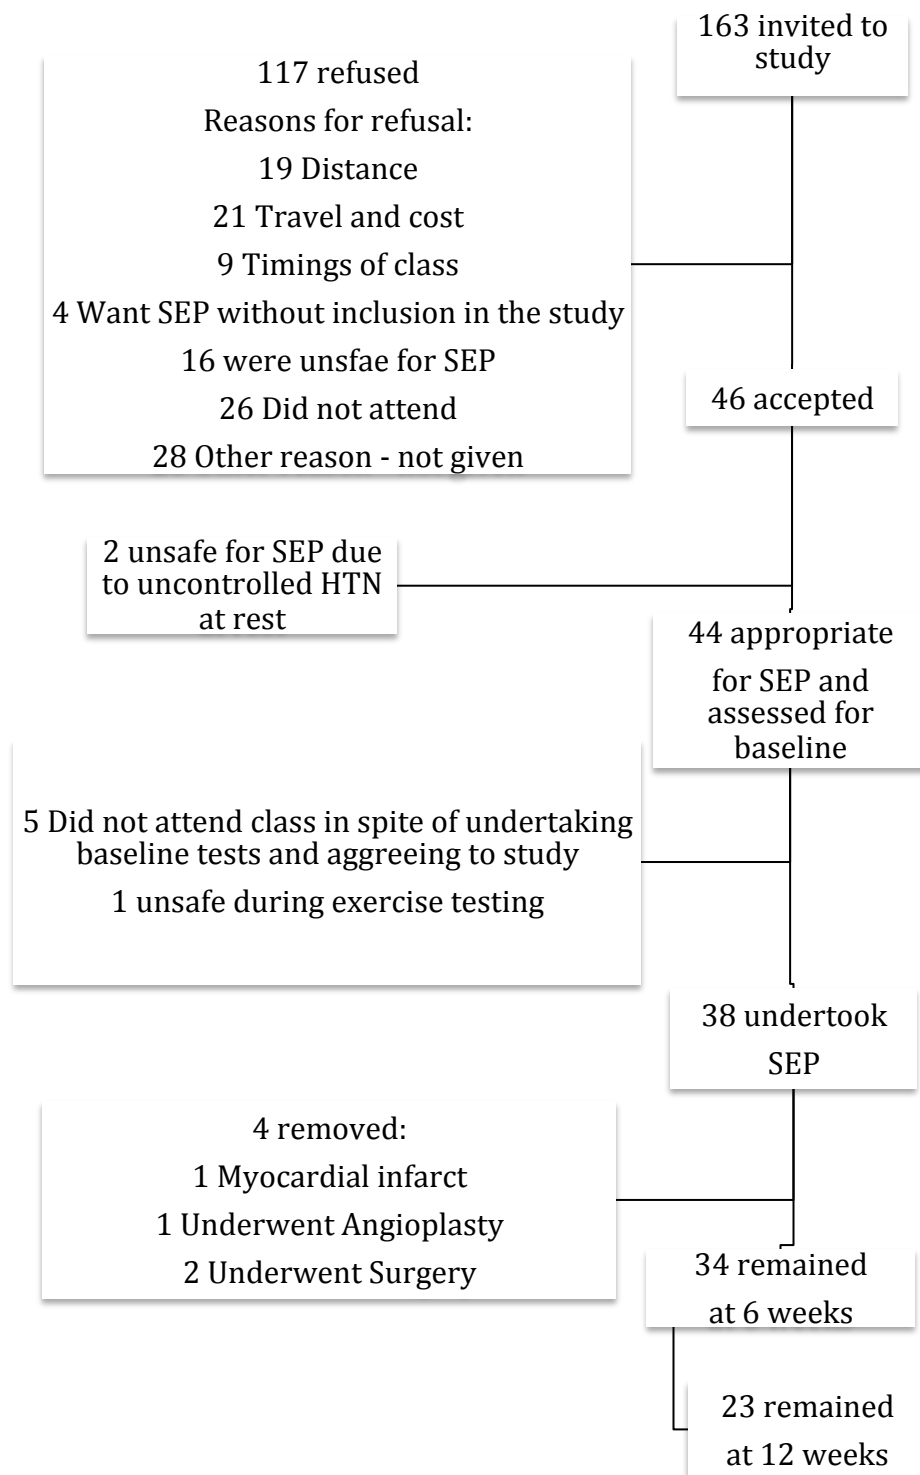 163 invited to
study
117 refused
Reasons for refusal:
19 Distance
21 Travel and cost
9 Timings of class
4 Want SEP without inclusion in the study
16 were unsfae for SEP
26 Did not attend
28 Other reason - not given
46 accepted
2 unsafe for SEP due
to uncontrolled HTN
at rest
44 appropriate
for SEP and
assessed for
baseline
5 Did not attend class in spite of undertaking
baseline tests and aggreeing to study
1 unsafe during exercise testing
38 undertook
SEP
4 removed:
1 Myocardial infarct
1 Underwent Angioplasty
2 Underwent Surgery
34 remained
at 6 weeks
23 remained
at 12 weeks